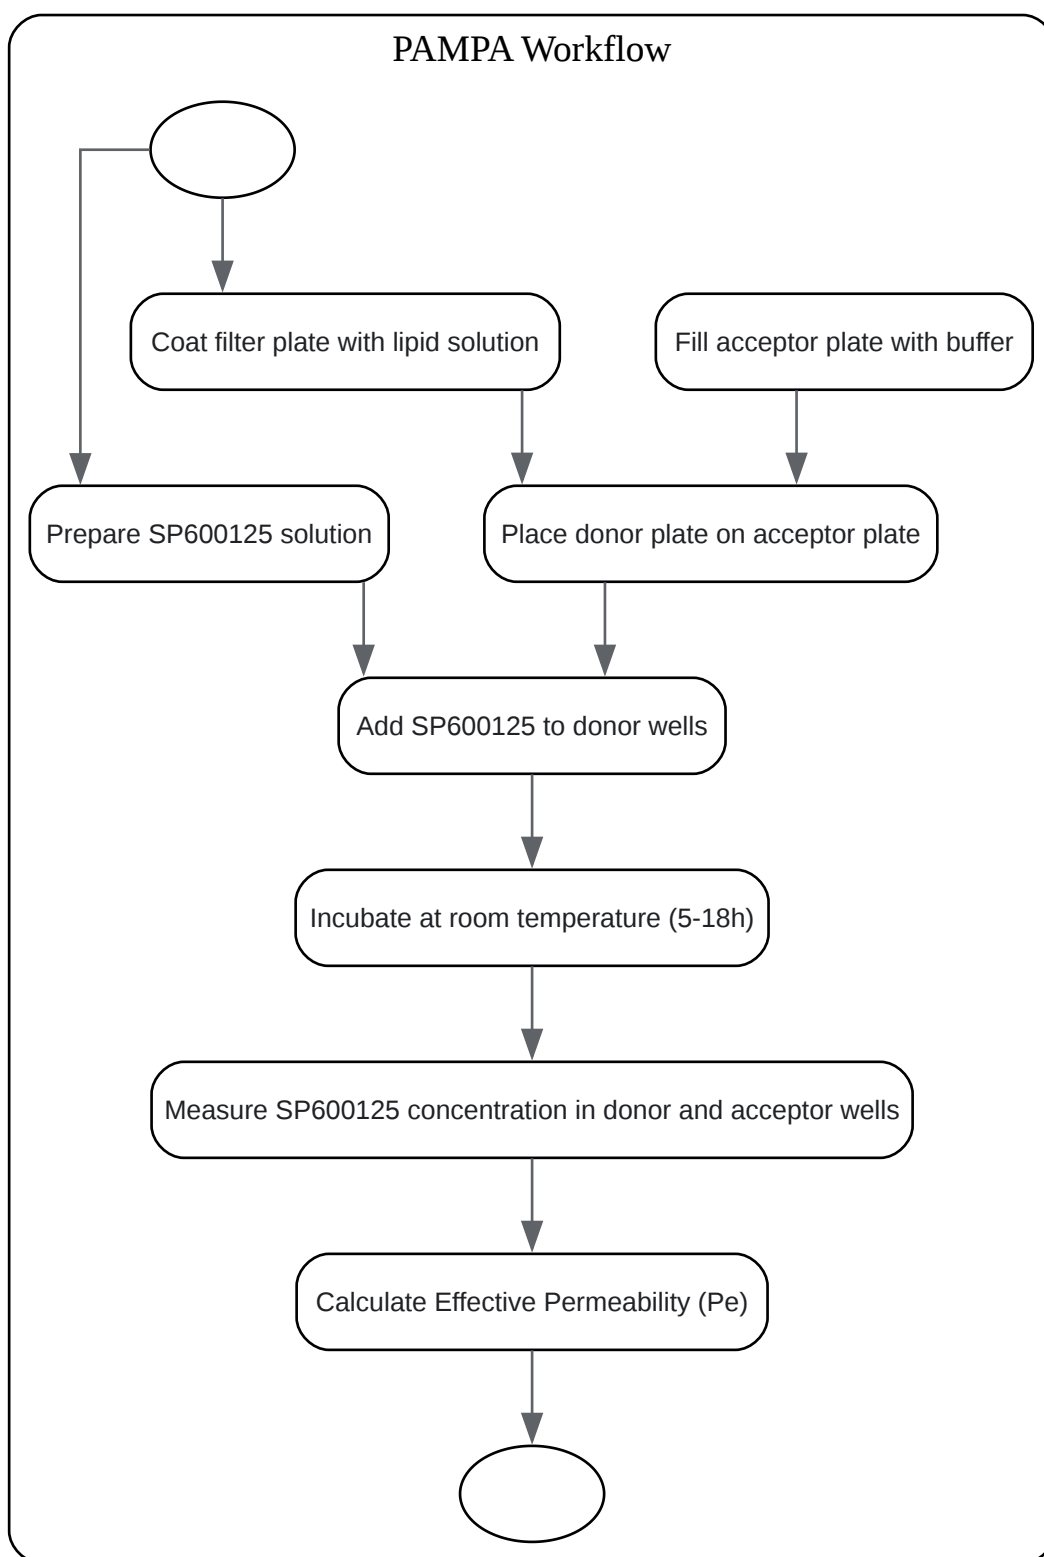 PAMPA Workflow
Coat filter plate with lipid solution
Fill acceptor plate with buffer
Prepare SP600125 solution
Place donor plate on acceptor plate
Add SP600125 to donor wells
Incubate at room temperature (5-18h)
Measure SP600125 concentration in donor and acceptor wells
Calculate Effective Permeability (Pe)